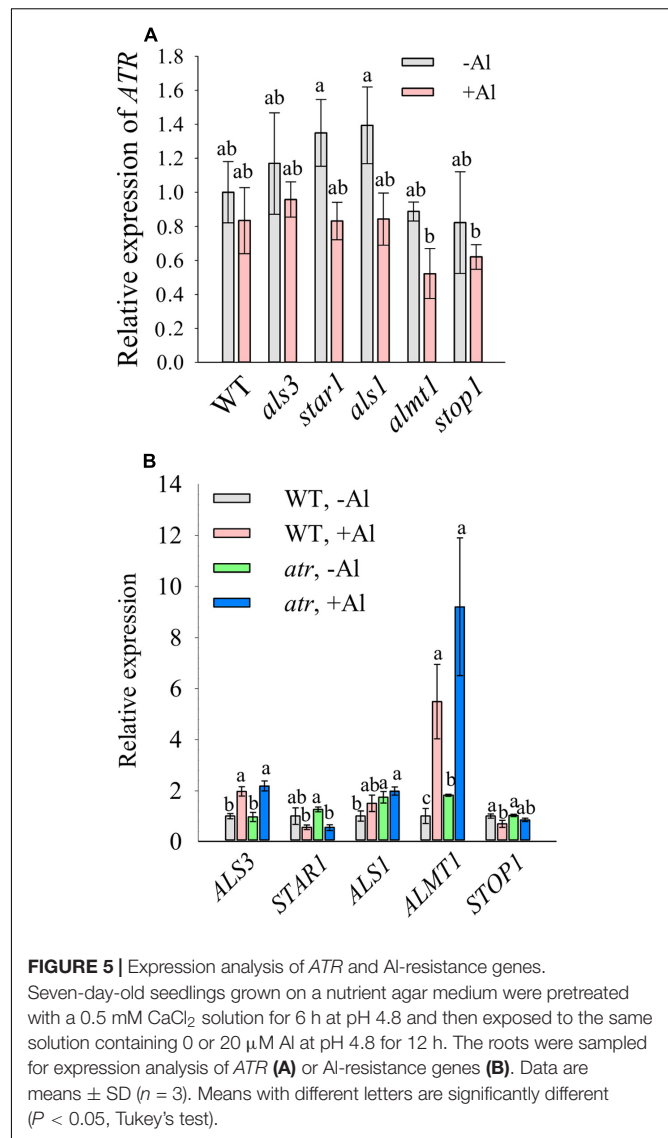 A
1.8
1.6
1.4
1.2
1.0
0.8
0.6
0.4
0.2
0.0
Relative expression of ATR
-Al
+Al
ab ab ab ab a ab a ab ab b ab b
WT als3 star1 als1 almt1 stop1
B
14
12
10
8
6
4
2
0
Relative expression
WT, -Al
WT, +Al
atr, -Al
atr, +Al
b a b a ab b a b b ab a a c a b a a b a ab
ALS3 STAR1 ALS1 ALMT1 STOP1
FIGURE 5 | Expression analysis of ATR and Al-resistance genes.
Seven-day-old seedlings grown on a nutrient agar medium were pretreated
with a 0.5 mM CaCl₂ solution for 6 h at pH 4.8 and then exposed to the same
solution containing 0 or 20 μM Al at pH 4.8 for 12 h. The roots were sampled
for expression analysis of ATR (A) or Al-resistance genes (B). Data are
means ± SD (n = 3). Means with different letters are significantly different
(P < 0.05, Tukey's test).